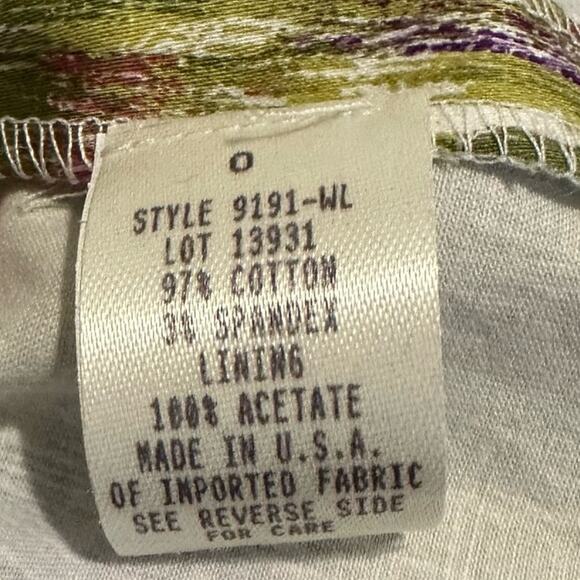 0
STYLE 9191-WL
LOT 13931
97% COTTON
3% SPANDEX
LINING
100% ACETATE
MADE IN U.S.A.
OF IMPORTED FABRIC
SEE REVERSE SIDE
FOR CARE